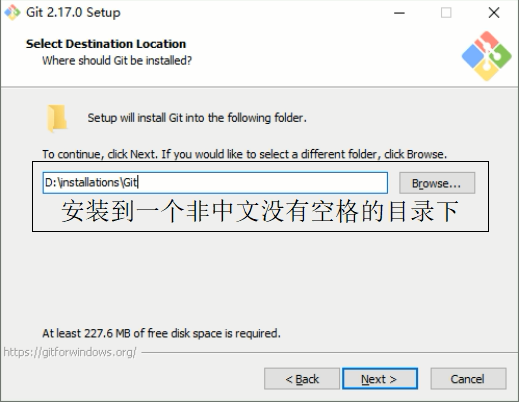 Git 2.17.0 Setup
Select Destination Location
Where should Git be installed?
Setup will install Git into the following folder.
To continue, click Next. If you would like to select a different folder, click Browse.
D:\installations\Git
Browse...
安装到一个非中文没有空格的目录下
At least 227.6 MB of free disk space is required.
https://gitforwindows.org/
< Back
Next >
Cancel